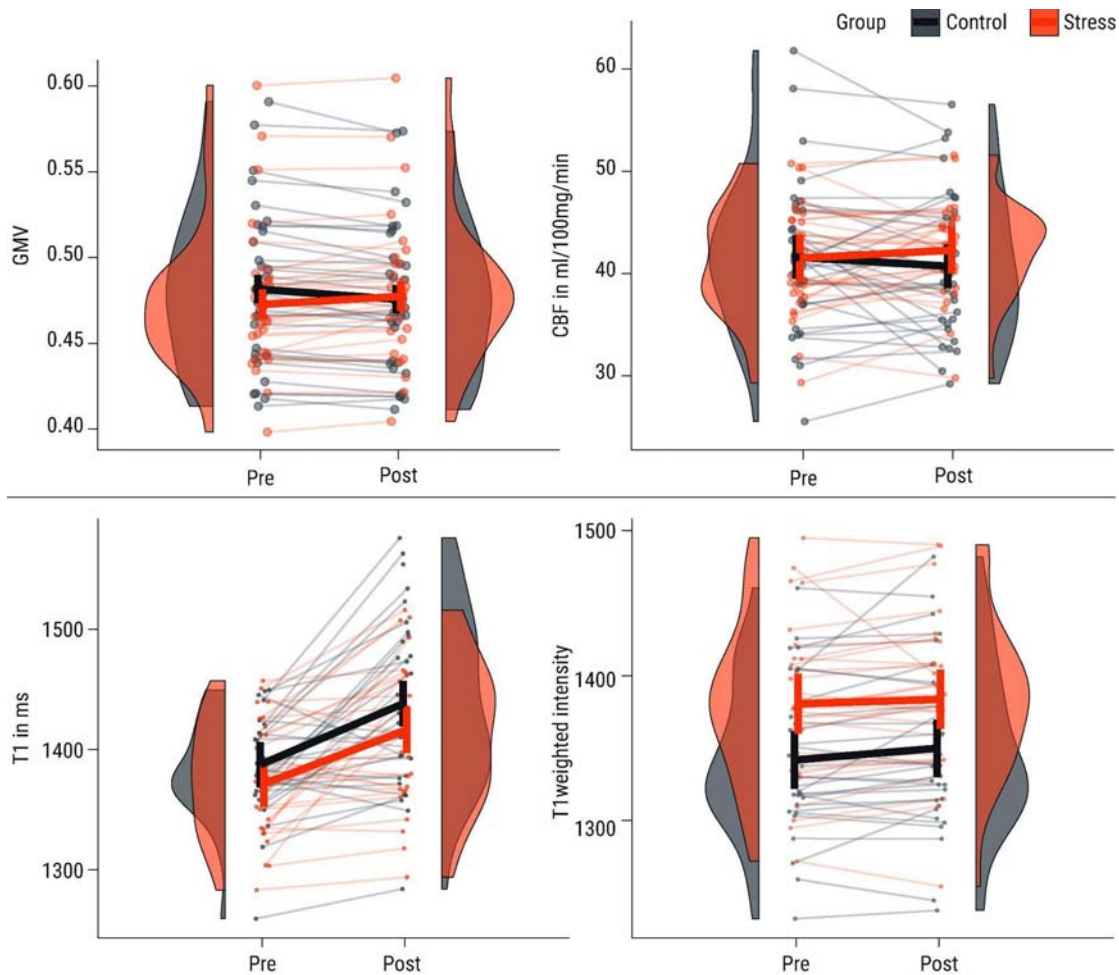 Group Control Stress
GMV
0.60
0.55
0.50
0.45
0.40
Pre Post
CBF in ml/100mg/min
60
50
40
30
Pre Post
T1 in ms
1500
1400
1300
Pre Post
T1weighted intensity
1500
1400
1300
Pre Post